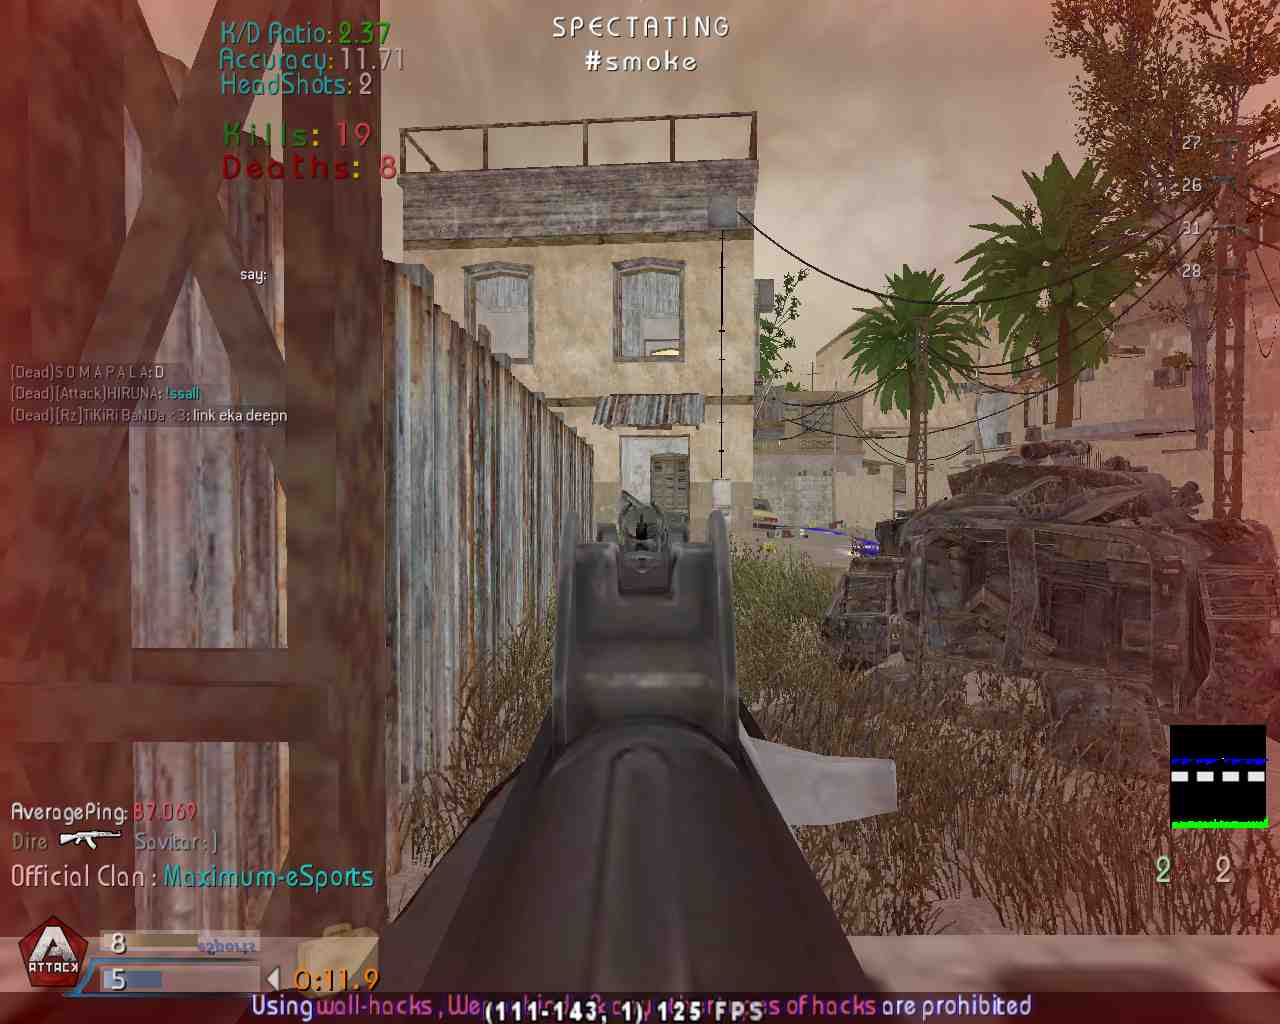 K/D Ratio: 2.37
Accuracy: 11.71
HeadShots: 2
Kills: 19
Deaths: 8
SPECTATING
#smoke
27
26
31
28
say:
(Dead)S O M A P A L A: D
(Dead)[Attack]HIRUNA: !ssall
(Dead)[Rz]TiKiRi BaNDa <3: link eka deepn
AveragePing: 87.069
Dire Savitar:]
Official Clan : Maximum-eSports
2 2
ATTACK
8
5
0:11.9
Using wall-hacks , of hacks are prohibited
(111-143, 1) 125 FPS